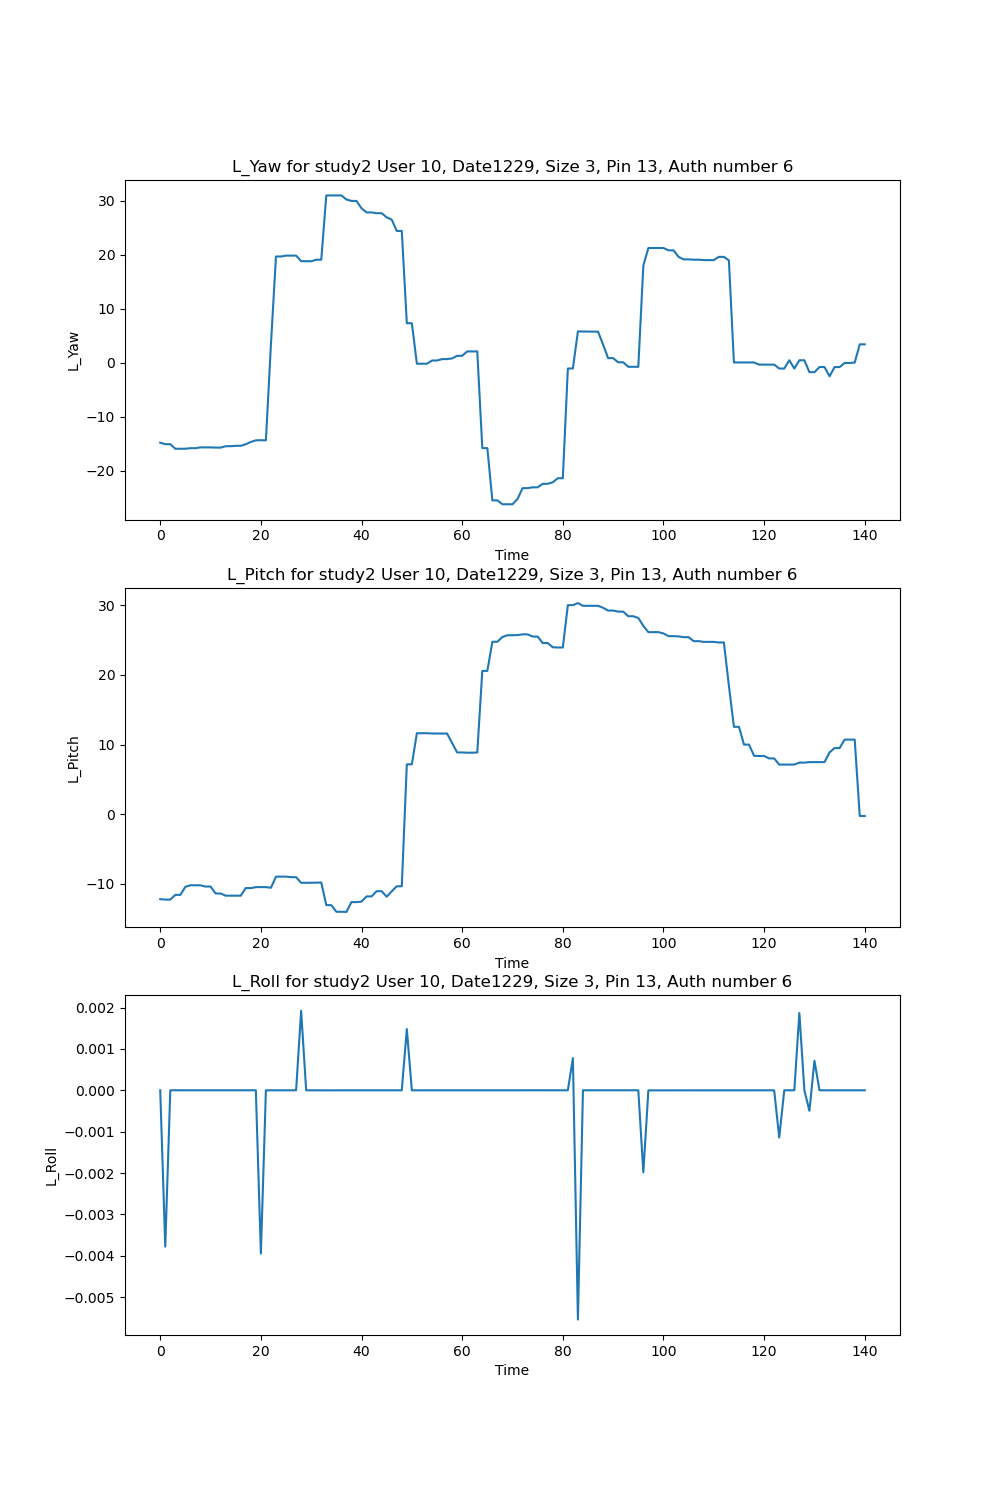 L_Yaw for study2 User 10, Date1229, Size 3, Pin 13, Auth number 6
30
20
10
0
−10
−20
L_Yaw
0 20 40 60 80 100 120 140
Time
L_Pitch for study2 User 10, Date1229, Size 3, Pin 13, Auth number 6
30
20
10
0
−10
L_Pitch
0 20 40 60 80 100 120 140
Time
L_Roll for study2 User 10, Date1229, Size 3, Pin 13, Auth number 6
0.002
0.001
0.000
−0.001
−0.002
−0.003
−0.004
−0.005
L_Roll
0 20 40 60 80 100 120 140
Time